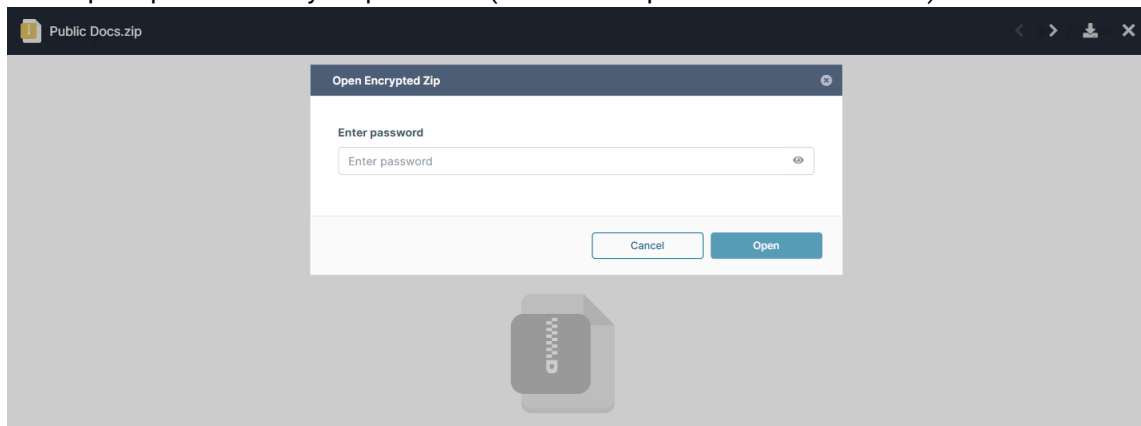 Public Docs.zip
Open Encrypted Zip
Enter password
Enter password
Cancel Open